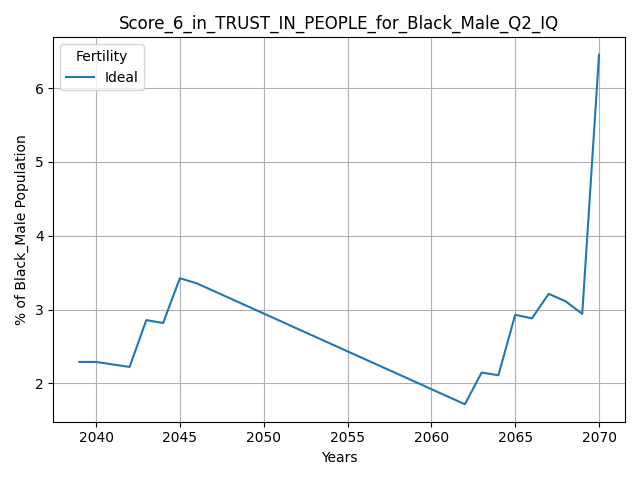 Score_6_in_TRUST_IN_PEOPLE_for_Black_Male_Q2_IQ
Fertility
Ideal
% of Black_Male Population
6
5
4
3
2
2040 2045 2050 2055 2060 2065 2070
Years